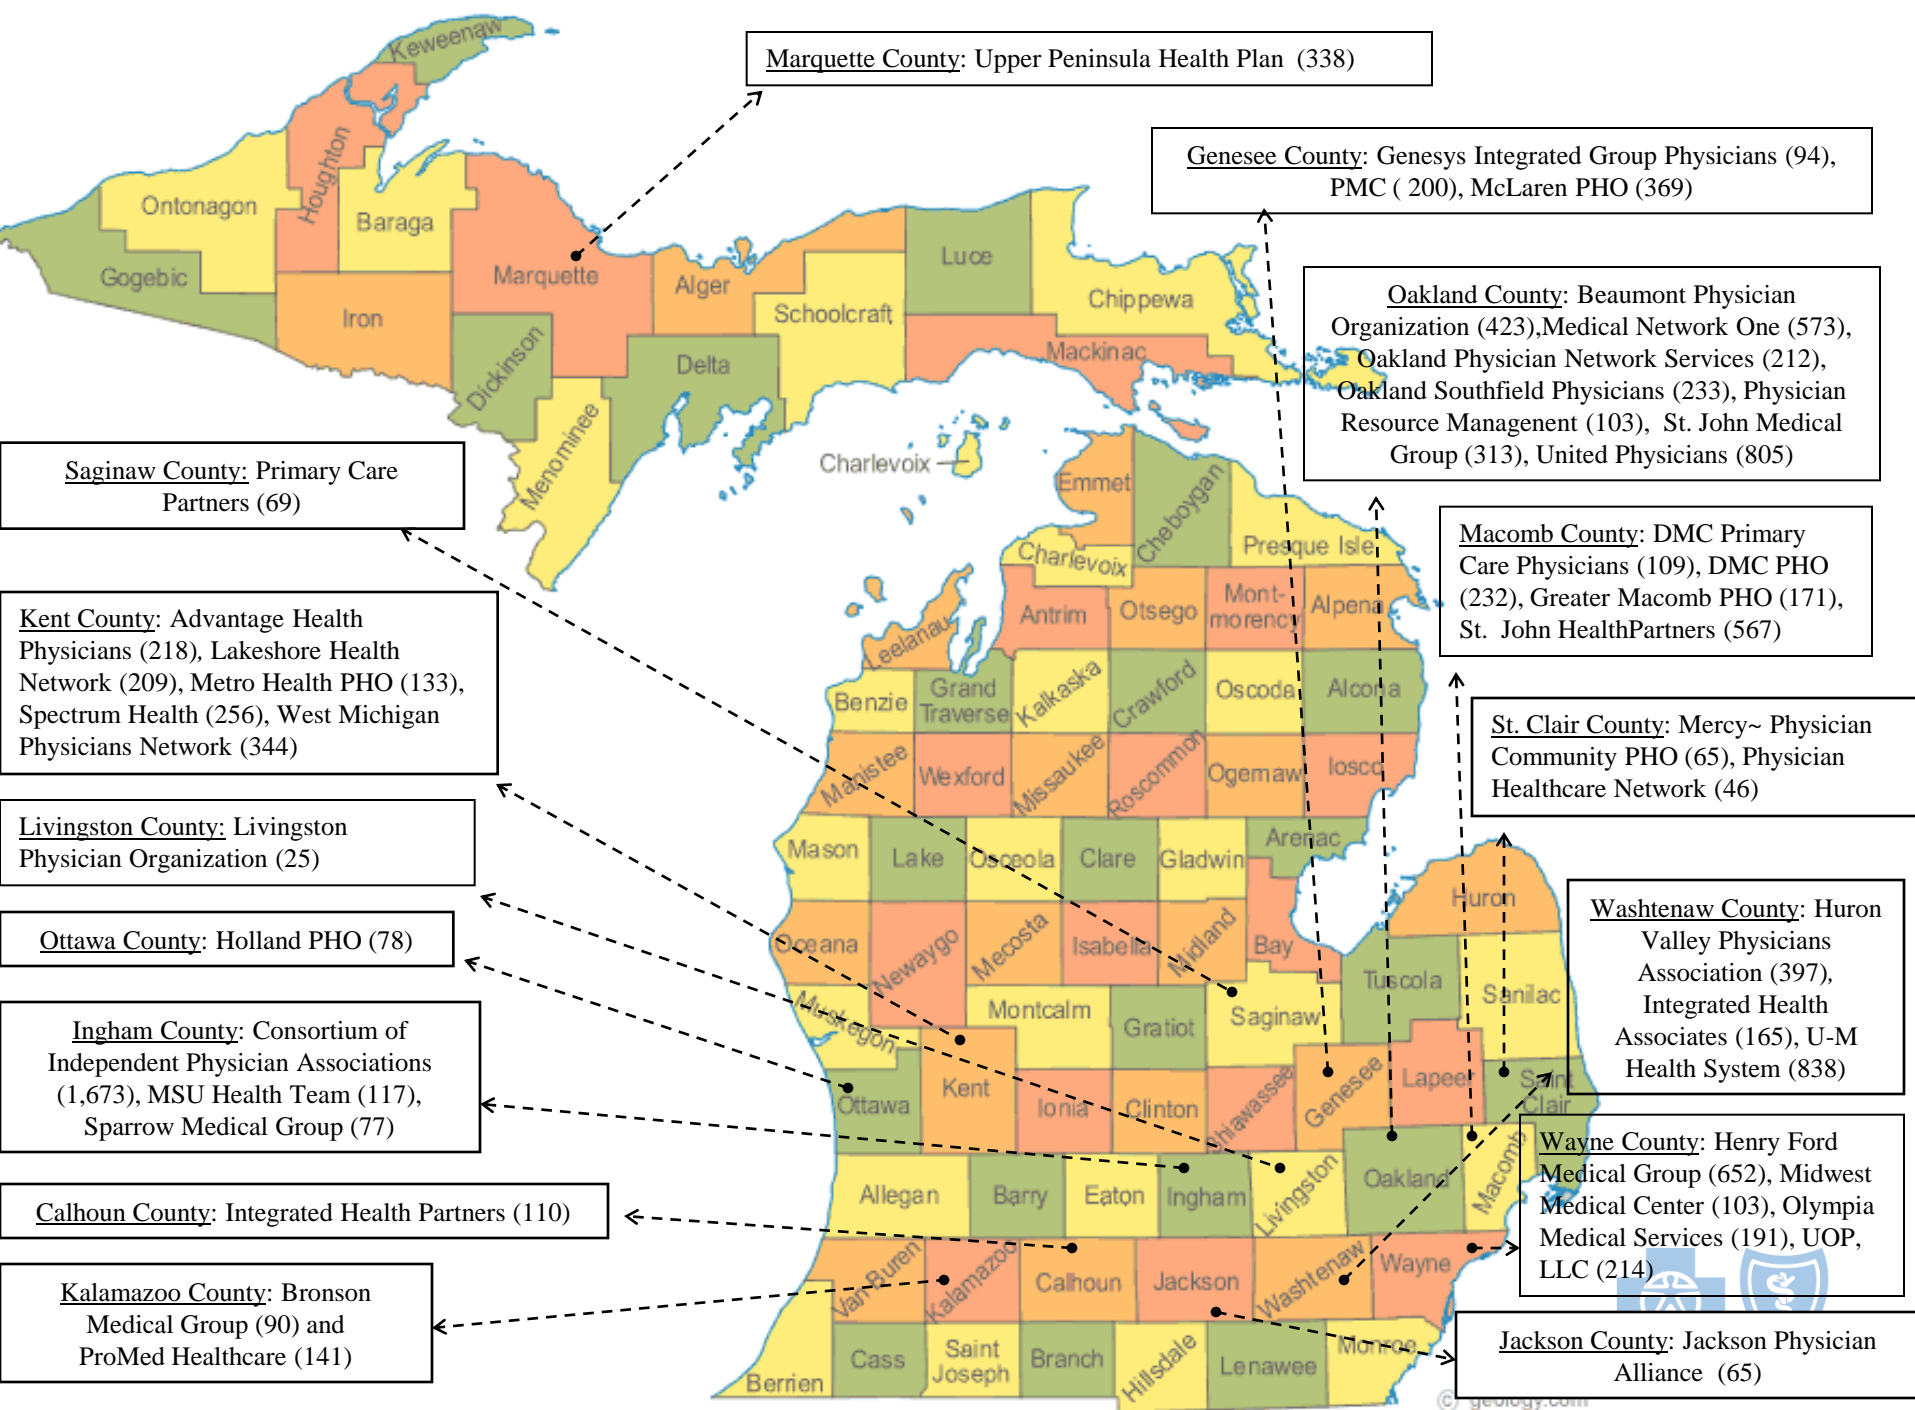 Keweenaw
Marquette County: Upper Peninsula Health Plan  (338)
Houghton
Ontonagon
Baraga
Gogebic
Iron
Marquette
Dickinson
Alger
Delta
Menominee
Schoolcraft
Luce
Chippewa
Mackinac
Genesee County: Genesys Integrated Group Physicians (94),
PMC ( 200), McLaren PHO (369)
Oakland County: Beaumont Physician
Organization (423),Medical Network One (573),
Oakland Physician Network Services (212),
Oakland Southfield Physicians (233), Physician
Resource Managenent (103),  St. John Medical
Group (313), United Physicians (805)
Saginaw County: Primary Care
Partners (69)
Charlevoix
Emmet
Cheboygan
Presque Isle
Charlevoix
Macomb County: DMC Primary
Care Physicians (109), DMC PHO
(232), Greater Macomb PHO (171),
St.  John HealthPartners (567)
Kent County: Advantage Health
Physicians (218), Lakeshore Health
Network (209), Metro Health PHO (133),
Spectrum Health (256), West Michigan
Physicians Network (344)
Leelanau
Antrim
Otsego
Mont-
morency
Alpena
Benzie
Grand
Traverse
Kalkaska
Crawford
Oscoda
Alcona
St. Clair County: Mercy~ Physician
Community PHO (65), Physician
Healthcare Network (46)
Manistee
Wexford
Missaukee
Roscommon
Ogemaw
Iosco
Livingston County: Livingston
Physician Organization (25)
Mason
Lake
Osceola
Clare
Gladwin
Arenac
Huron
Washtenaw County: Huron
Valley Physicians
Association (397),
Integrated Health
Associates (165), U-M
Health System (838)
Ottawa County: Holland PHO (78)
Oceana
Newaygo
Mecosta
Isabella
Midland
Bay
Tuscola
Sanilac
Ingham County: Consortium of
Independent Physician Associations
(1,673), MSU Health Team (117),
Sparrow Medical Group (77)
Muskegon
Montcalm
Gratiot
Saginaw
Ottawa
Kent
Ionia
Clinton
Shiawassee
Genesee
Lapeer
Saint
Clair
Wayne County: Henry Ford
Medical Group (652), Midwest
Medical Center (103), Olympia
Medical Services (191), UOP,
LLC (214)
Calhoun County: Integrated Health Partners (110)
Allegan
Barry
Eaton
Ingham
Livingston
Oakland
Macomb
Kalamazoo County: Bronson
Medical Group (90) and
ProMed Healthcare (141)
Van Buren
Kalamazoo
Calhoun
Jackson
Washtenaw
Wayne
Jackson County: Jackson Physician
Alliance  (65)
Berrien
Cass
Saint
Joseph
Branch
Hillsdale
Lenawee
Monroe
© geology.com